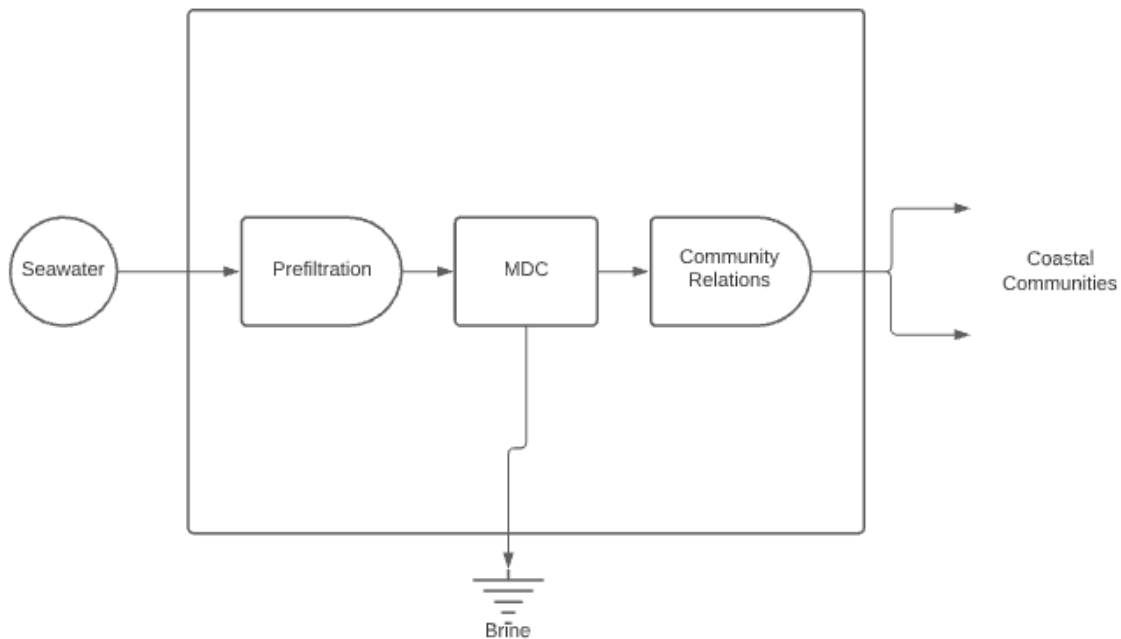 Seawater
Prefiltration
MDC
Community
Relations
Coastal
Communities
Brine